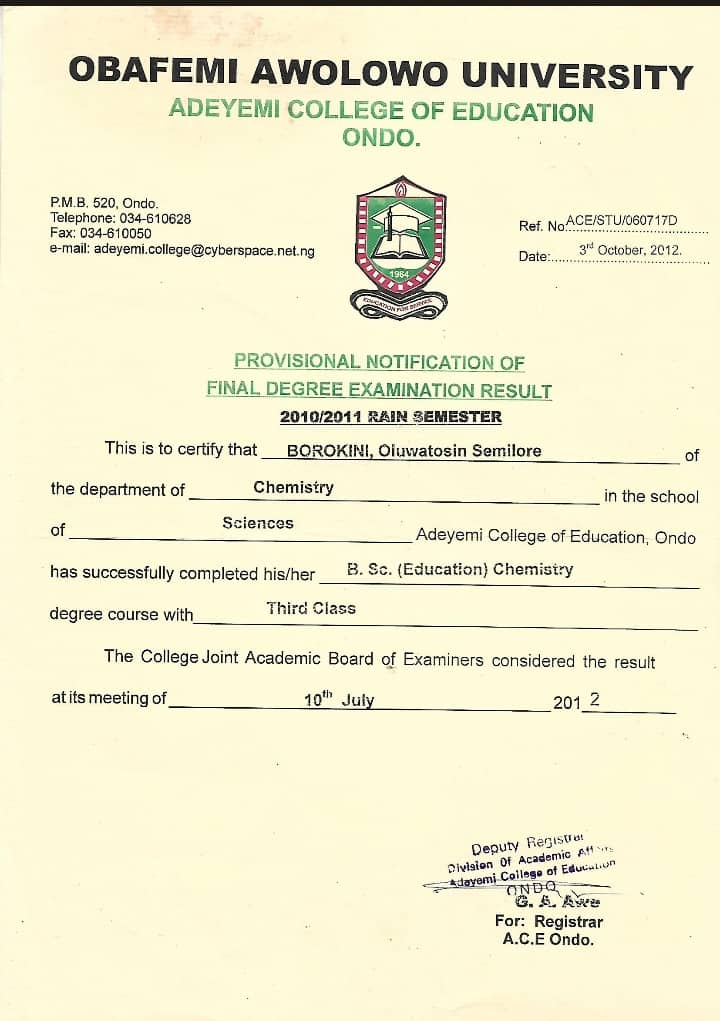 OBAFEMI AWOLOWO UNIVERSITY
ADEYEMI COLLEGE OF EDUCATION
ONDO.
P.M.B. 520, Ondo.
Telephone: 034-610628
Fax: 034-610050
e-mail: adeyemi.college@cyberspace.net.ng
Ref. No: ACE/STU/060717D
Date:..... 3rd October, 2012.
1964
EDUCATION FOR SERVICE
PROVISIONAL NOTIFICATION OF
FINAL DEGREE EXAMINATION RESULT
2010/2011 RAIN SEMESTER
This is to certify that BOROKINI, Oluwatosin Semilore of
the department of Chemistry in the school
of Sciences Adeyemi College of Education, Ondo
has successfully completed his/her B. Sc. (Education) Chemistry
degree course with Third Class
The College Joint Academic Board of Examiners considered the result
at its meeting of 10th July 2012
Deputy Registrar
Division Of Academic
Adeyemi College of Education
ONDO
G. A. Awe
For: Registrar
A.C.E Ondo.